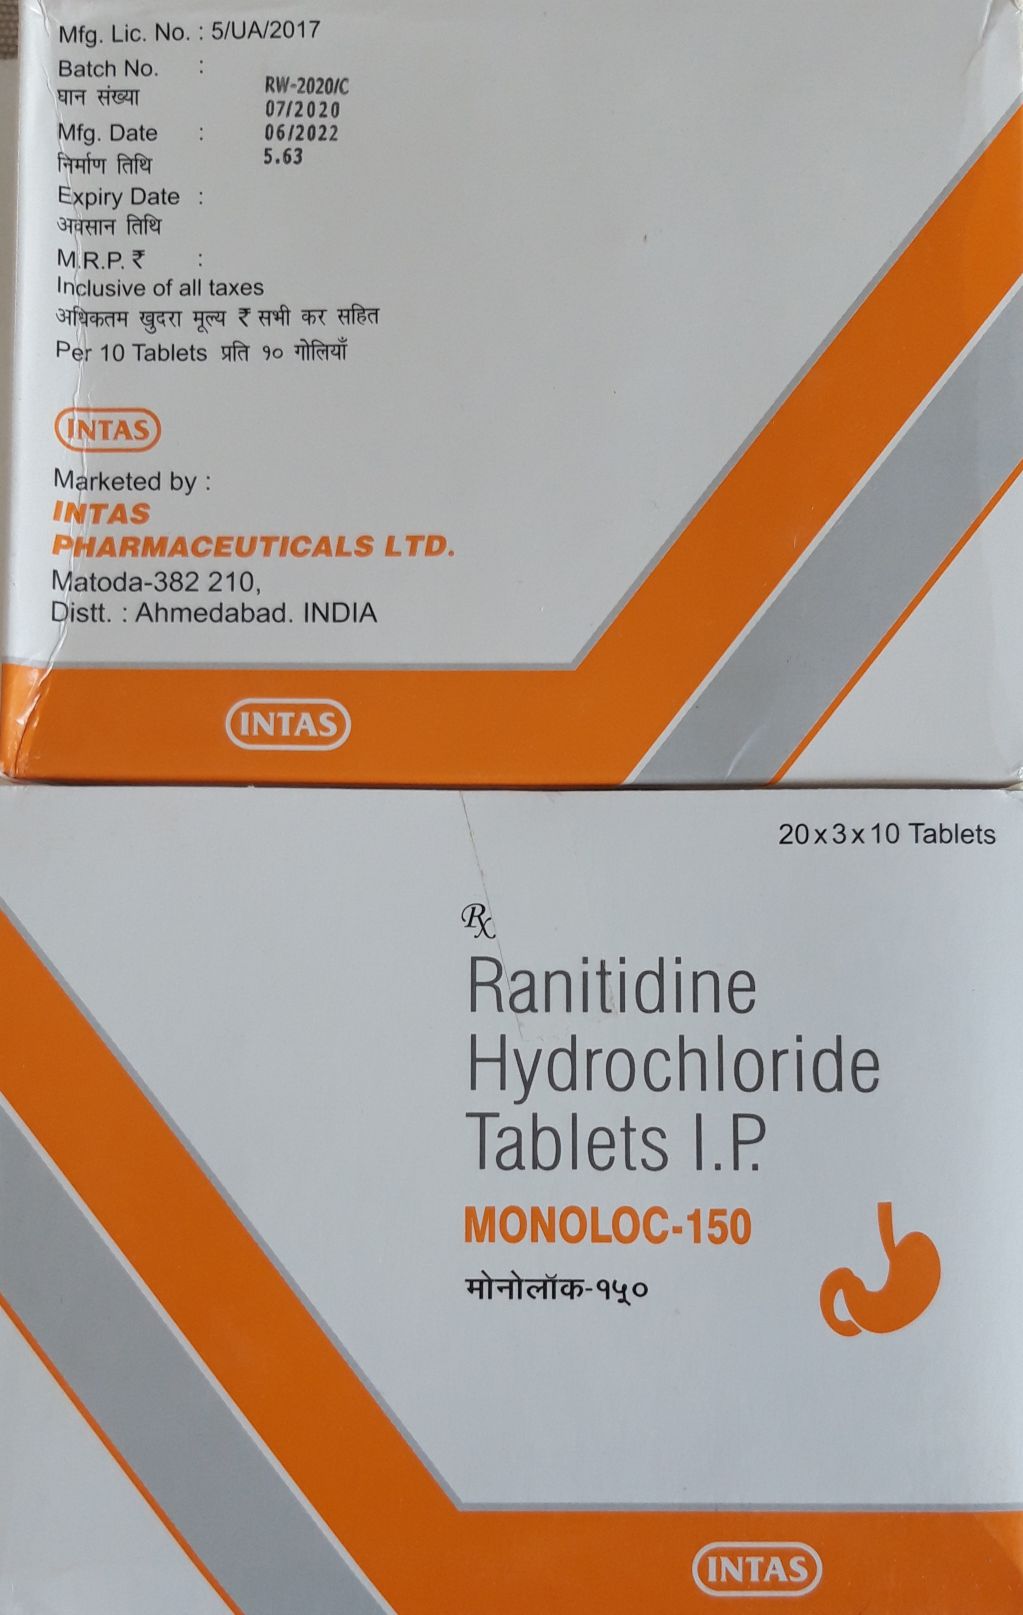 Mfg. Lic. No. : 5/UA/2017
Batch No. :
घान संख्या
RW-2020/C
07/2020
Mfg. Date :
06/2022
निर्माण तिथि
5.63
Expiry Date :
अवसान तिथि
M.R.P. ₹ :
Inclusive of all taxes
अधिकतम खुदरा मूल्य ₹ सभी कर सहित
Per 10 Tablets प्रति १० गोलियाँ
INTAS
Marketed by :
INTAS
PHARMACEUTICALS LTD.
Matoda-382 210,
Distt. : Ahmedabad. INDIA
INTAS
20x3x10 Tablets
Rx
Ranitidine
Hydrochloride
Tablets I.P.
MONOLOC-150
मोनोलॉक-१५०
INTAS